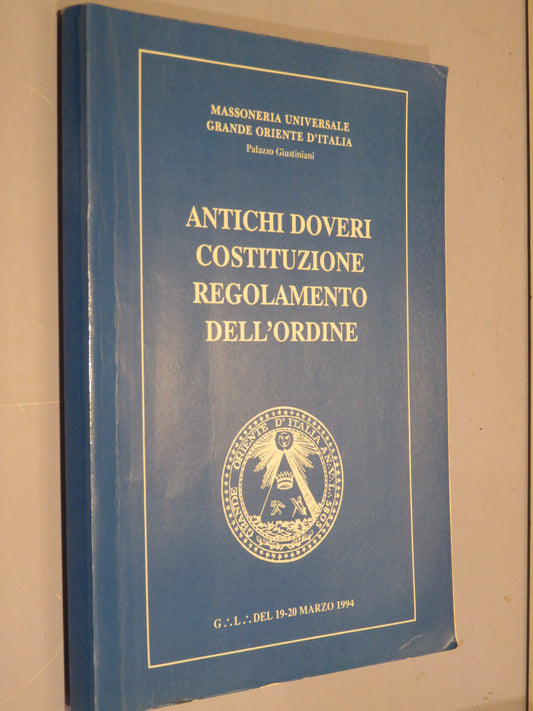 MASSONERIA UNIVERSALE
GRANDE ORIENTE D'ITALIA
Palazzo Giustiniani
ANTICHI DOVERI
COSTITUZIONE
REGOLAMENTO
DELL'ORDINE
GRANDE ORIENTE D'ITALIA A.N.V.L. 5805
G∴L∴DEL 19-20 MARZO 1994